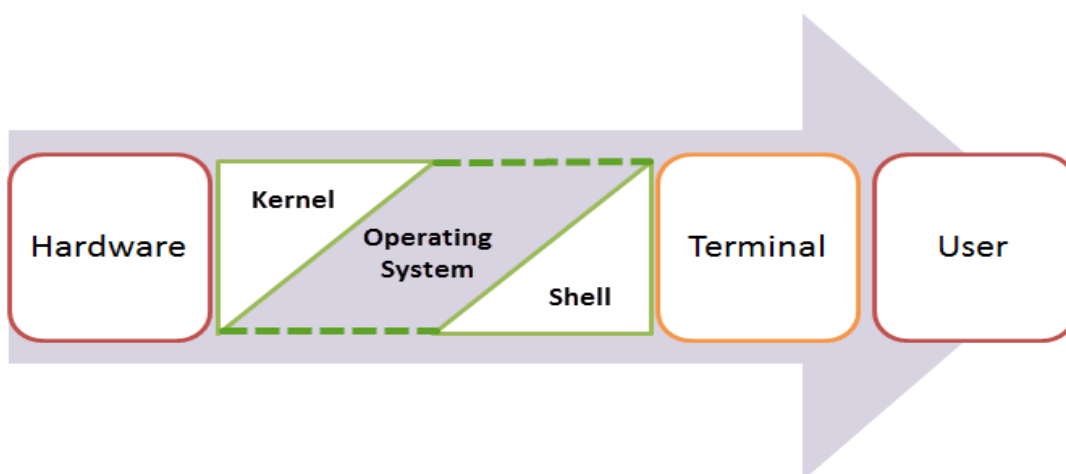 Hardware
Kernel
Operating
System
Shell
Terminal
User